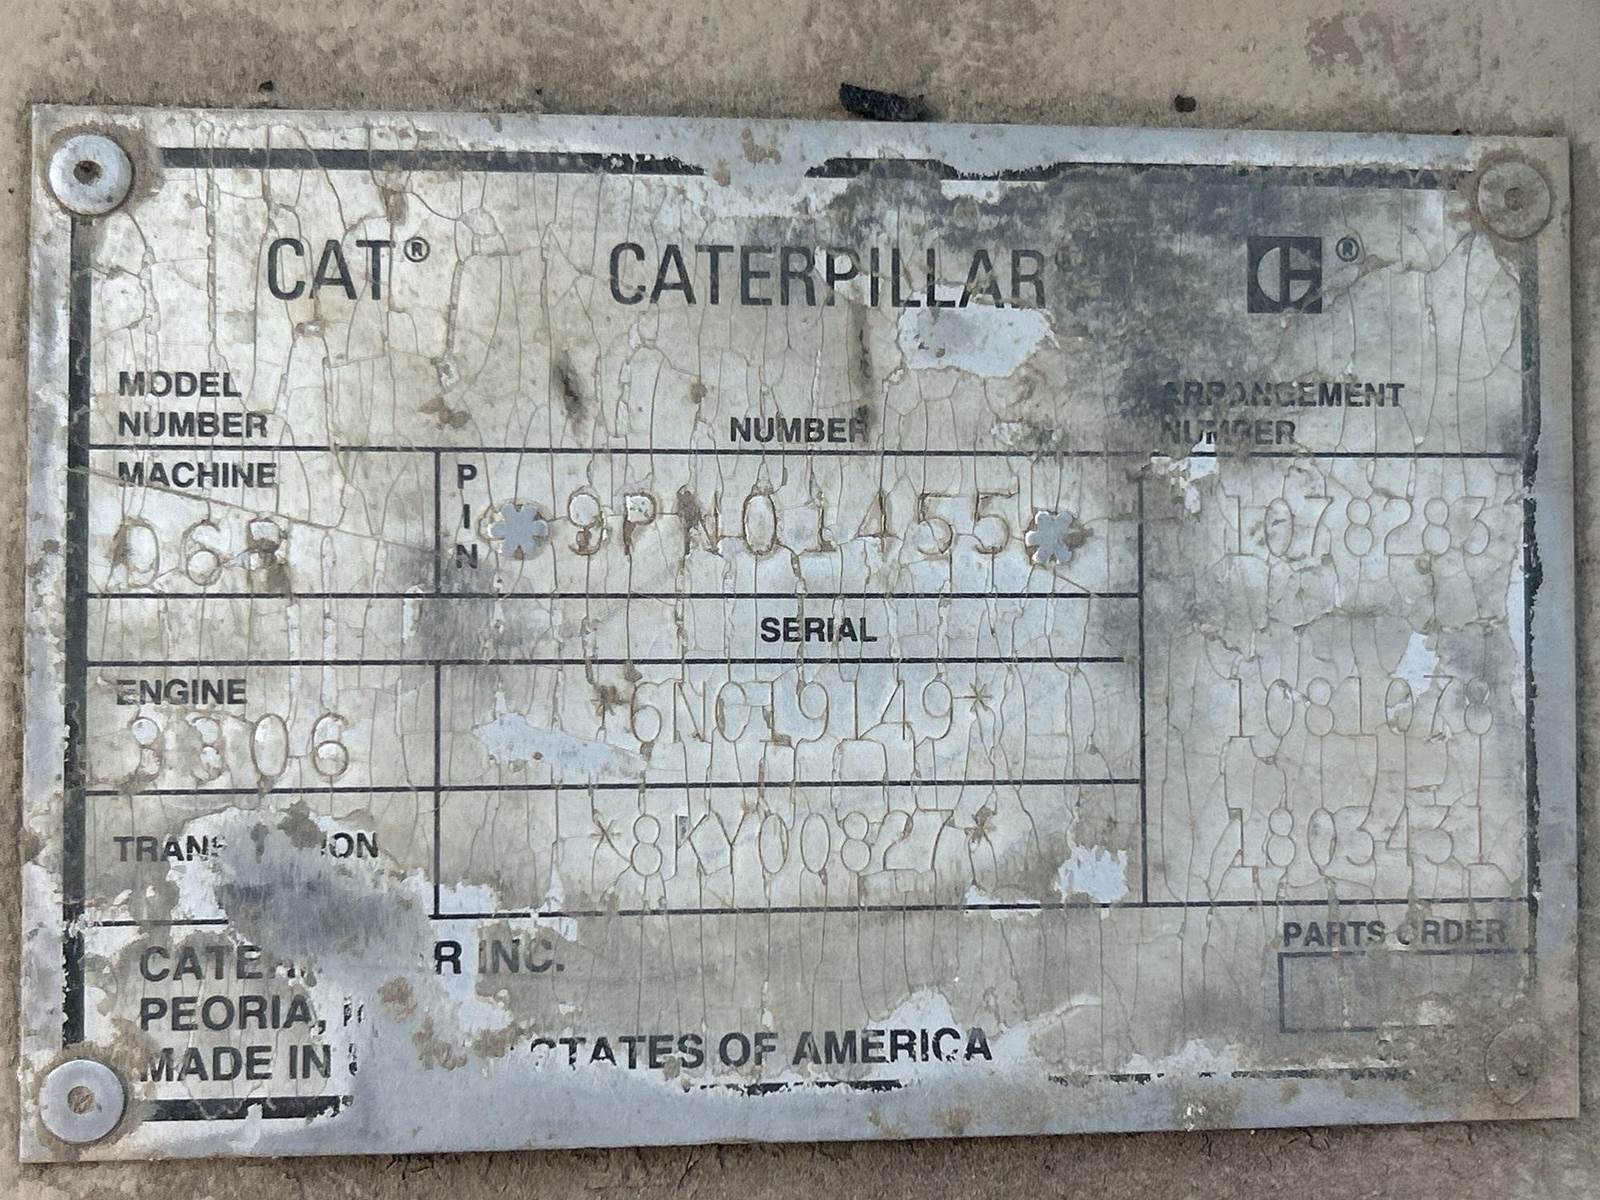 CAT® CATERPILLAR® ®
MODEL
NUMBER NUMBER ARRANGEMENT
NUMBER
MACHINE PIN *9PN01455* 1078283
SERIAL
ENGINE
3306 *6NC19149* 1081078
*8KY00827* 1803431
PARTS ORDER
INC.
PEORIA,
MADE IN STATES OF AMERICA